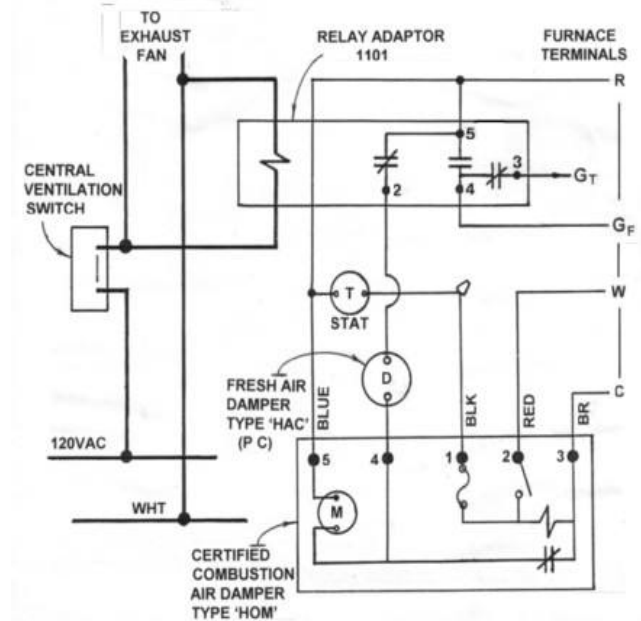 TO
EXHAUST
FAN
RELAY ADAPTOR
1101
FURNACE
TERMINALS
R
5
3
G_T
2
4
CENTRAL
VENTILATION
SWITCH
G_F
T
W
STAT
FRESH AIR
DAMPER
TYPE 'HAC'
(P C)
D
BLUE
BLK
RED
BR
C
120VAC
5
4
1
2
3
M
WHT
CERTIFIED
COMBUSTION
AIR DAMPER
TYPE 'HOM'